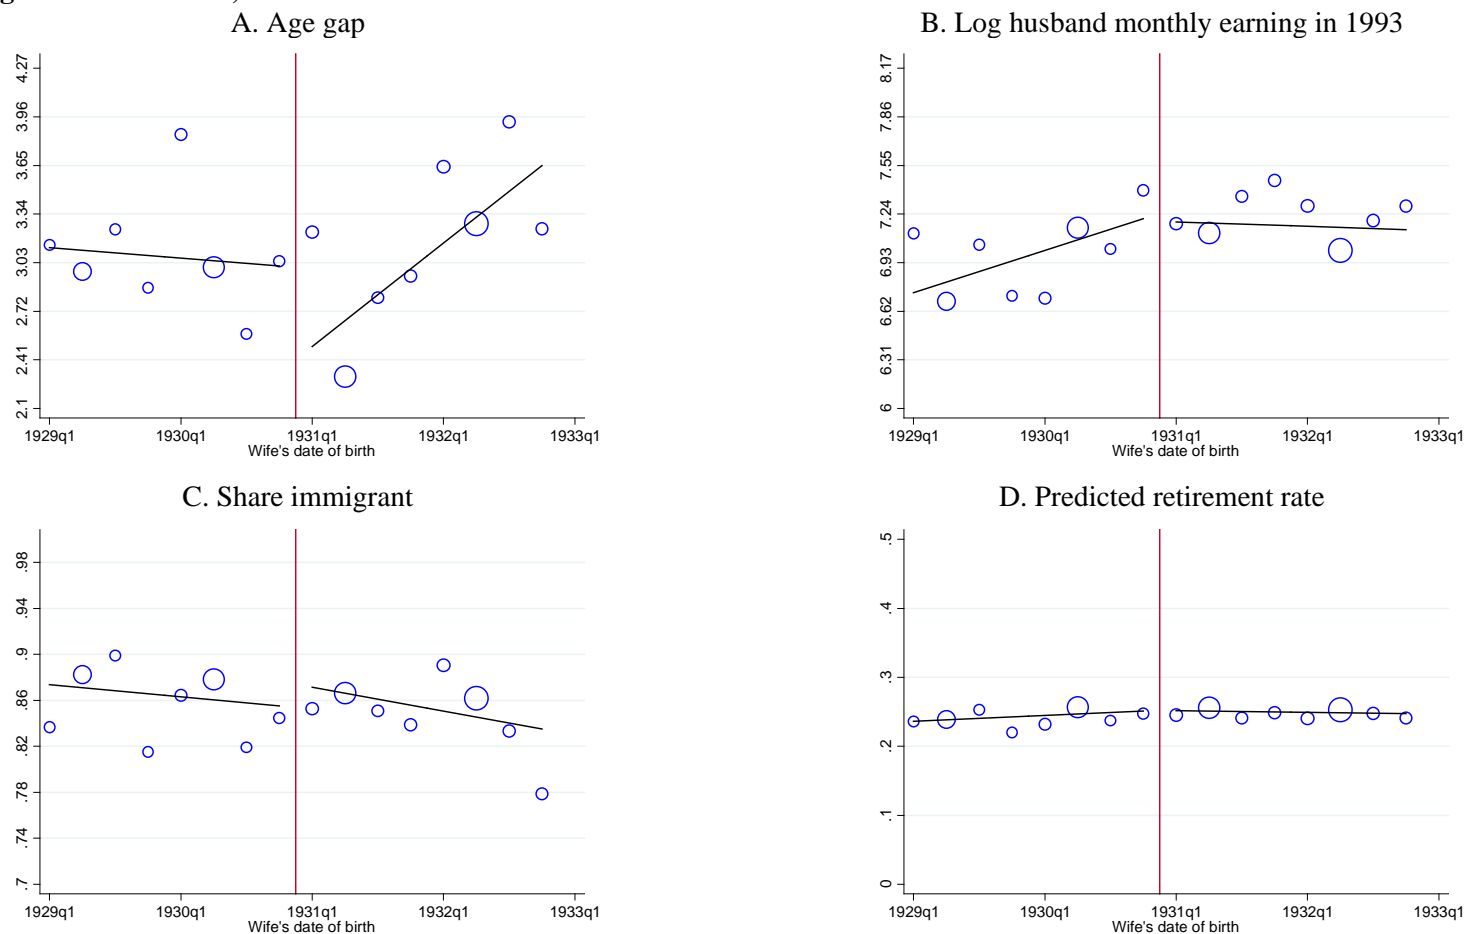 A. Age gap
B. Log husband monthly earning in 1993
4.27
3.96
3.65
3.34
3.03
2.72
2.41
2.1
1929q1 1930q1 1931q1 1932q1 1933q1
Wife's date of birth
8.17
7.86
7.55
7.24
6.93
6.62
6.31
6
1929q1 1930q1 1931q1 1932q1 1933q1
Wife's date of birth
C. Share immigrant
D. Predicted retirement rate
.98
.94
.9
.86
.82
.78
.74
.7
1929q1 1930q1 1931q1 1932q1 1933q1
Wife's date of birth
.5
.4
.3
.2
.1
0
1929q1 1930q1 1931q1 1932q1 1933q1
Wife's date of birth